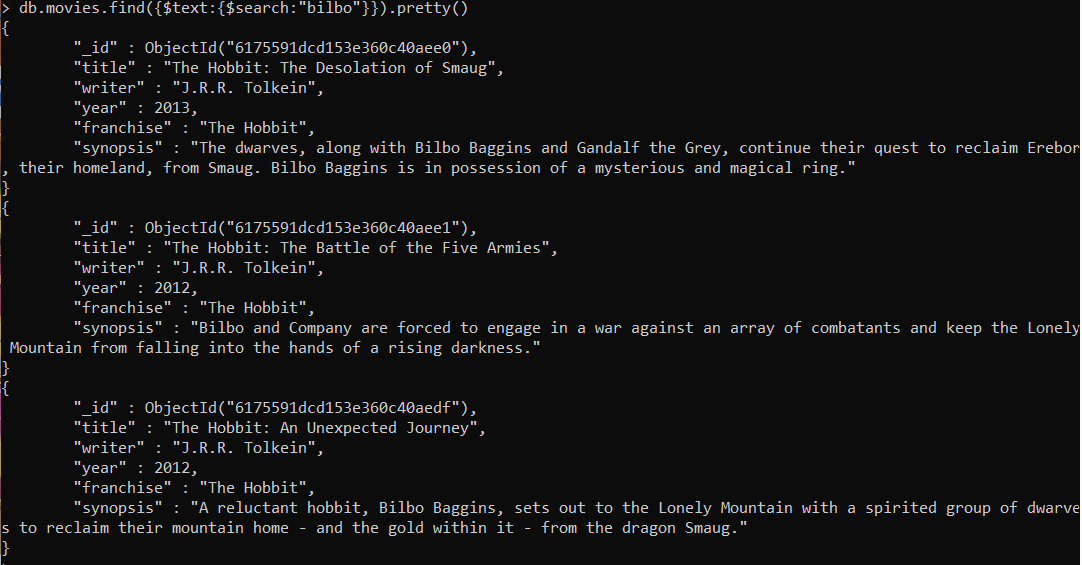 > db.movies.find({$text:{$search:"bilbo"}}).pretty()
{
        "_id" : ObjectId("6175591dcd153e360c40aee0"),
        "title" : "The Hobbit: The Desolation of Smaug",
        "writer" : "J.R.R. Tolkein",
        "year" : 2013,
        "franchise" : "The Hobbit",
        "synopsis" : "The dwarves, along with Bilbo Baggins and Gandalf the Grey, continue their quest to reclaim Erebor
, their homeland, from Smaug. Bilbo Baggins is in possession of a mysterious and magical ring."
}
{
        "_id" : ObjectId("6175591dcd153e360c40aee1"),
        "title" : "The Hobbit: The Battle of the Five Armies",
        "writer" : "J.R.R. Tolkein",
        "year" : 2012,
        "franchise" : "The Hobbit",
        "synopsis" : "Bilbo and Company are forced to engage in a war against an array of combatants and keep the Lonely
 Mountain from falling into the hands of a rising darkness."
}
{
        "_id" : ObjectId("6175591dcd153e360c40aedf"),
        "title" : "The Hobbit: An Unexpected Journey",
        "writer" : "J.R.R. Tolkein",
        "year" : 2012,
        "franchise" : "The Hobbit",
        "synopsis" : "A reluctant hobbit, Bilbo Baggins, sets out to the Lonely Mountain with a spirited group of dwarve
s to reclaim their mountain home - and the gold within it - from the dragon Smaug."
}